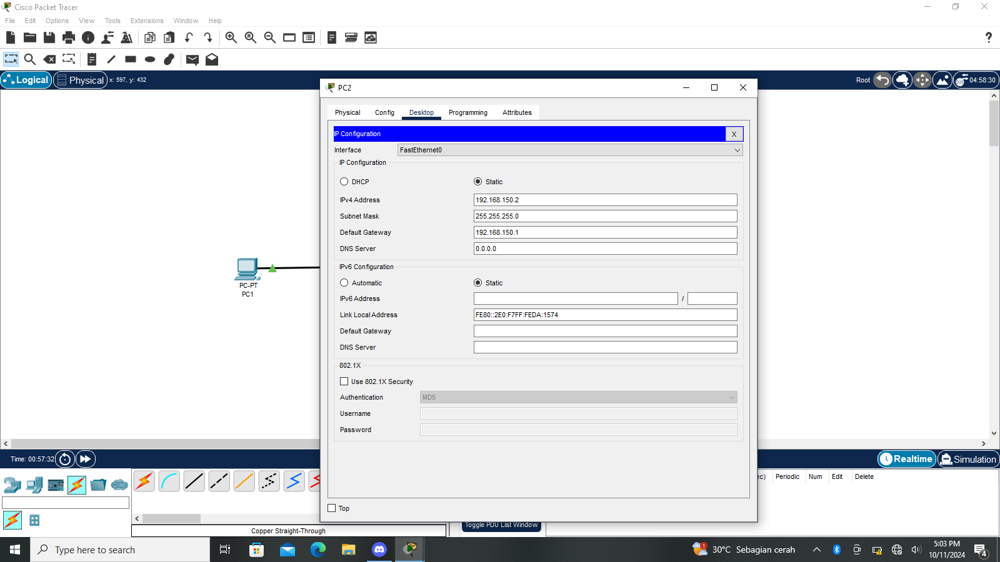 Cisco Packet Tracer
File Edit Options View Tools Extensions Window Help
Logical Physical x: 597, y: 432 Root 04:58:30
PC2
Physical Config Desktop Programming Attributes
IP Configuration X
Interface FastEthernet0
IP Configuration
DHCP Static
IPv4 Address 192.168.150.2
Subnet Mask 255.255.255.0
Default Gateway 192.168.150.1
DNS Server 0.0.0.0
IPv6 Configuration
Automatic Static
IPv6 Address /
Link Local Address FE80::2E0:F7FF:FEDA:1574
Default Gateway
DNS Server
802.1X
Use 802.1X Security
Authentication MD5
Username
Password
Top
PC-PT
PC1
Time: 00:57:32 Realtime Simulation
Periodic Num Edit Delete
Toggle PDU List Window
Copper Straight-Through
Type here to search
1 30°C Sebagian cerah
5:03 PM
10/11/2024
4